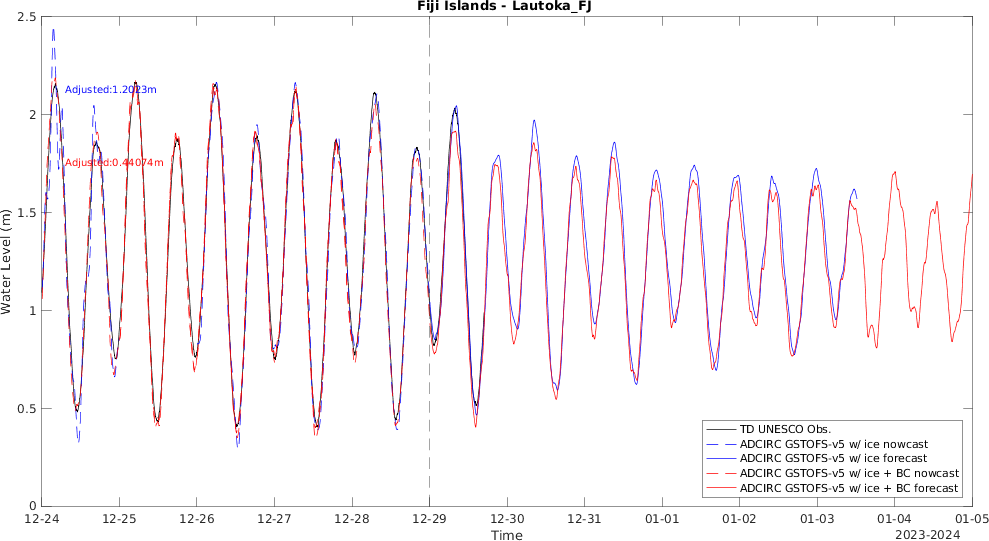 Fiji Islands - Lautoka_FJ
2.5
2
1.5
1
0.5
0
Water Level (m)
Adjusted:1.2023m
Adjusted:0.44074m
TD UNESCO Obs.
ADCIRC GSTOFS-v5 w/ ice nowcast
ADCIRC GSTOFS-v5 w/ ice forecast
ADCIRC GSTOFS-v5 w/ ice + BC nowcast
ADCIRC GSTOFS-v5 w/ ice + BC forecast
12-24 12-25 12-26 12-27 12-28 12-29 12-30 12-31 01-01 01-02 01-03 01-04 01-05
Time
2023-2024